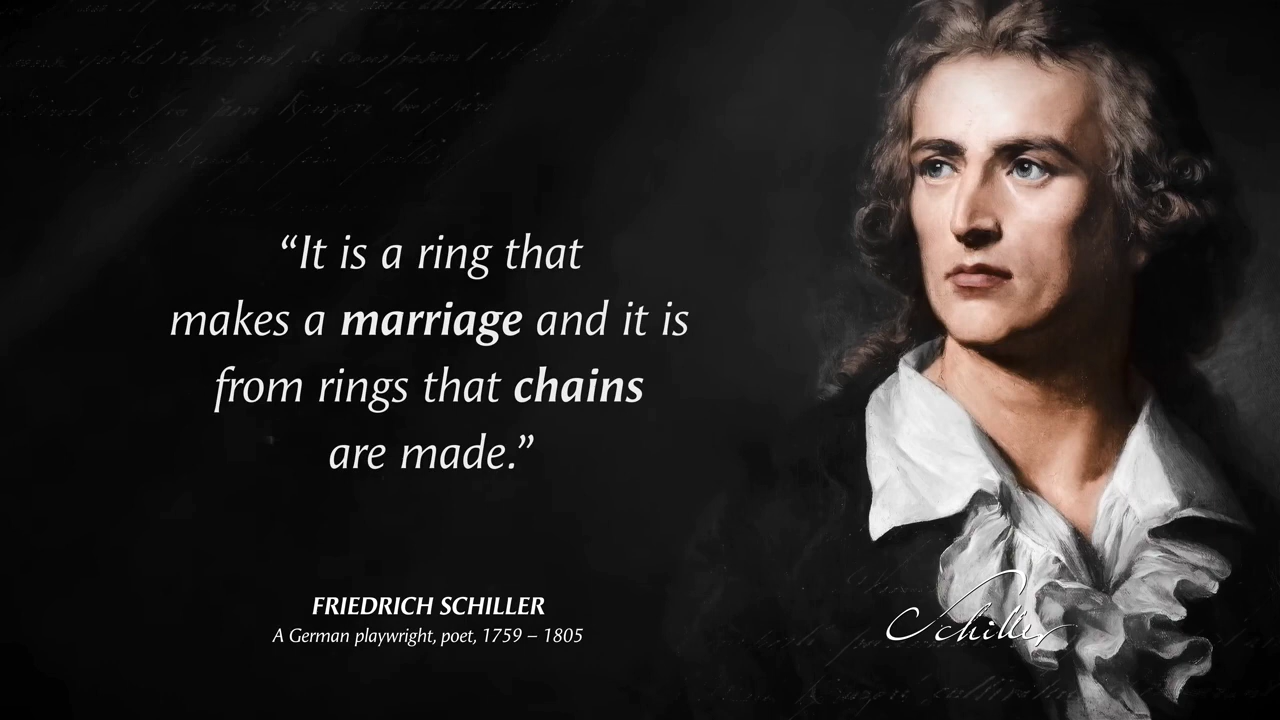 “It is a ring that
makes a marriage and it is
from rings that chains
are made.”
FRIEDRICH SCHILLER
A German playwright, poet, 1759 – 1805
Schiller